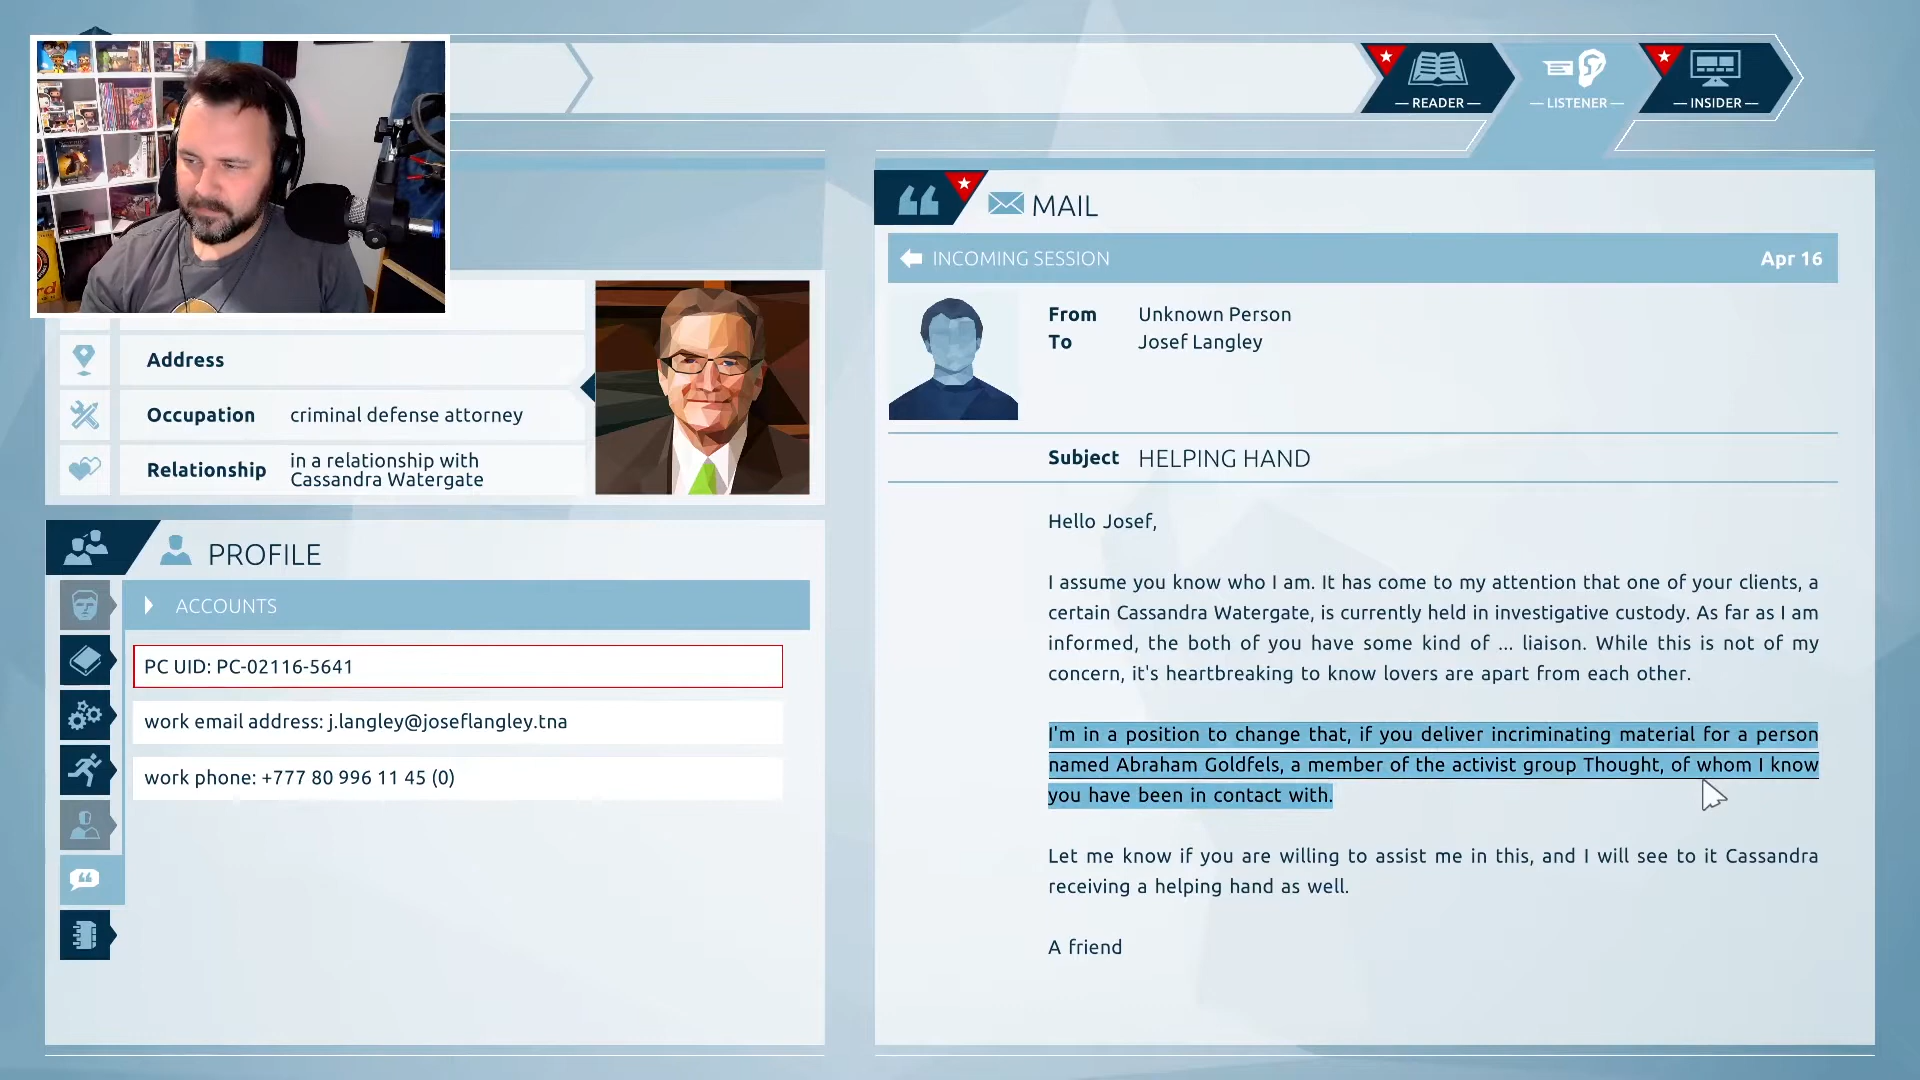 — READER —
— LISTENER —
— INSIDER —
Address
Occupation criminal defense attorney
Relationship in a relationship with
Cassandra Watergate
PROFILE
ACCOUNTS
PC UID: PC-02116-5641
work email address: j.langley@joseflangley.tna
work phone: +777 80 996 11 45 (0)
MAIL
INCOMING SESSION Apr 16
From Unknown Person
To Josef Langley
Subject HELPING HAND
Hello Josef,
I assume you know who I am. It has come to my attention that one of your clients, a
certain Cassandra Watergate, is currently held in investigative custody. As far as I am
informed, the both of you have some kind of ... liaison. While this is not of my
concern, it's heartbreaking to know lovers are apart from each other.
I'm in a position to change that, if you deliver incriminating material for a person
named Abraham Goldfels, a member of the activist group Thought, of whom I know
you have been in contact with.
Let me know if you are willing to assist me in this, and I will see to it Cassandra
receiving a helping hand as well.
A friend